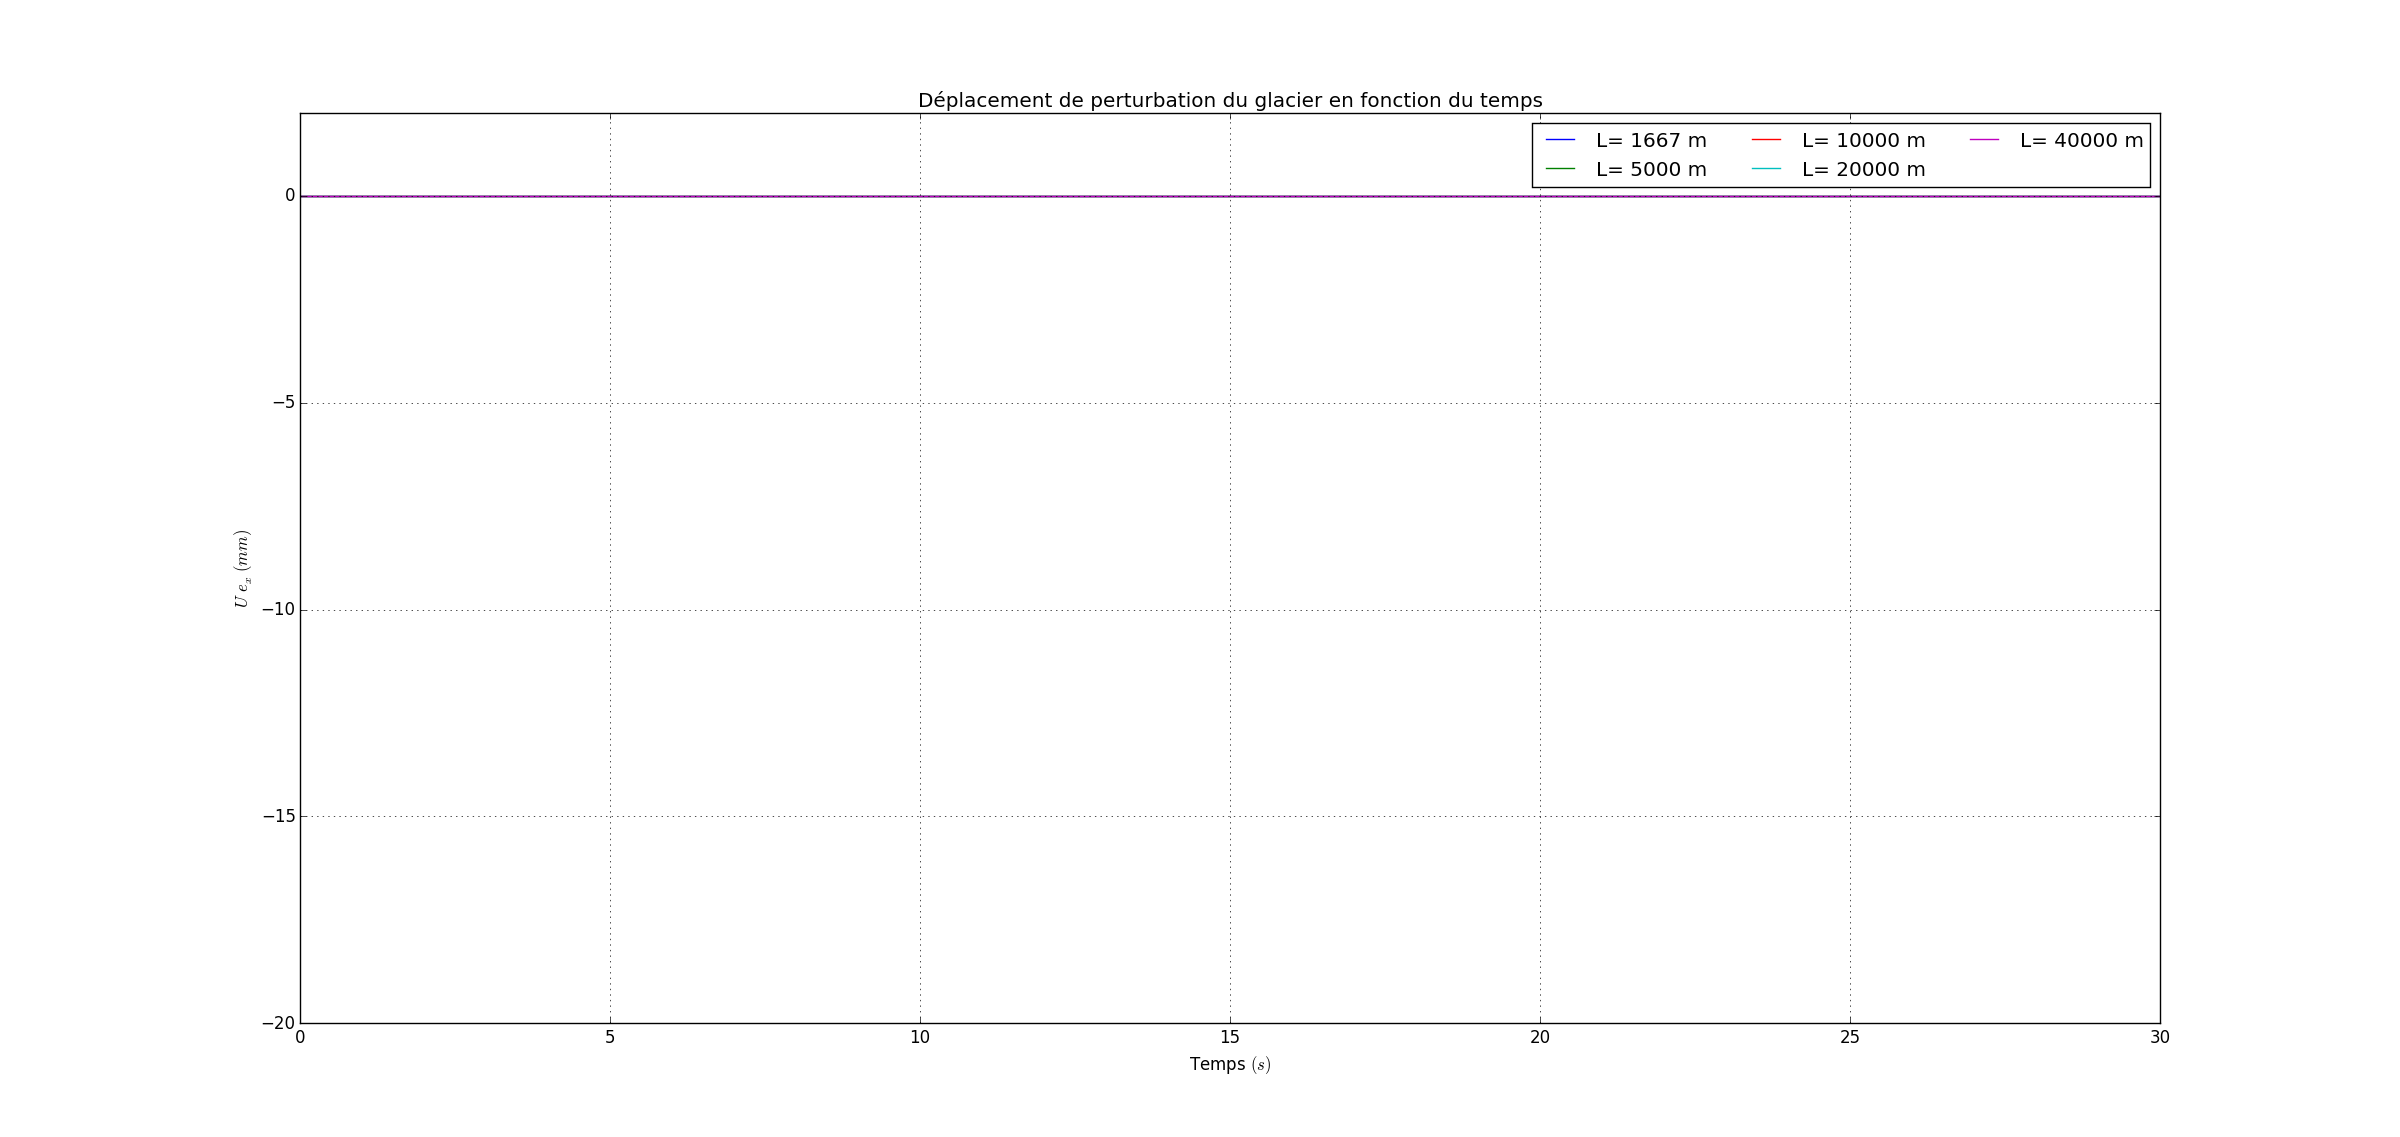 Déplacement de perturbation du glacier en fonction du temps
L= 1667 m
L= 5000 m
L= 10000 m
L= 20000 m
L= 40000 m
0
−5
−10
−15
−20
U eₓ (mm)
0 5 10 15 20 25 30
Temps (s)